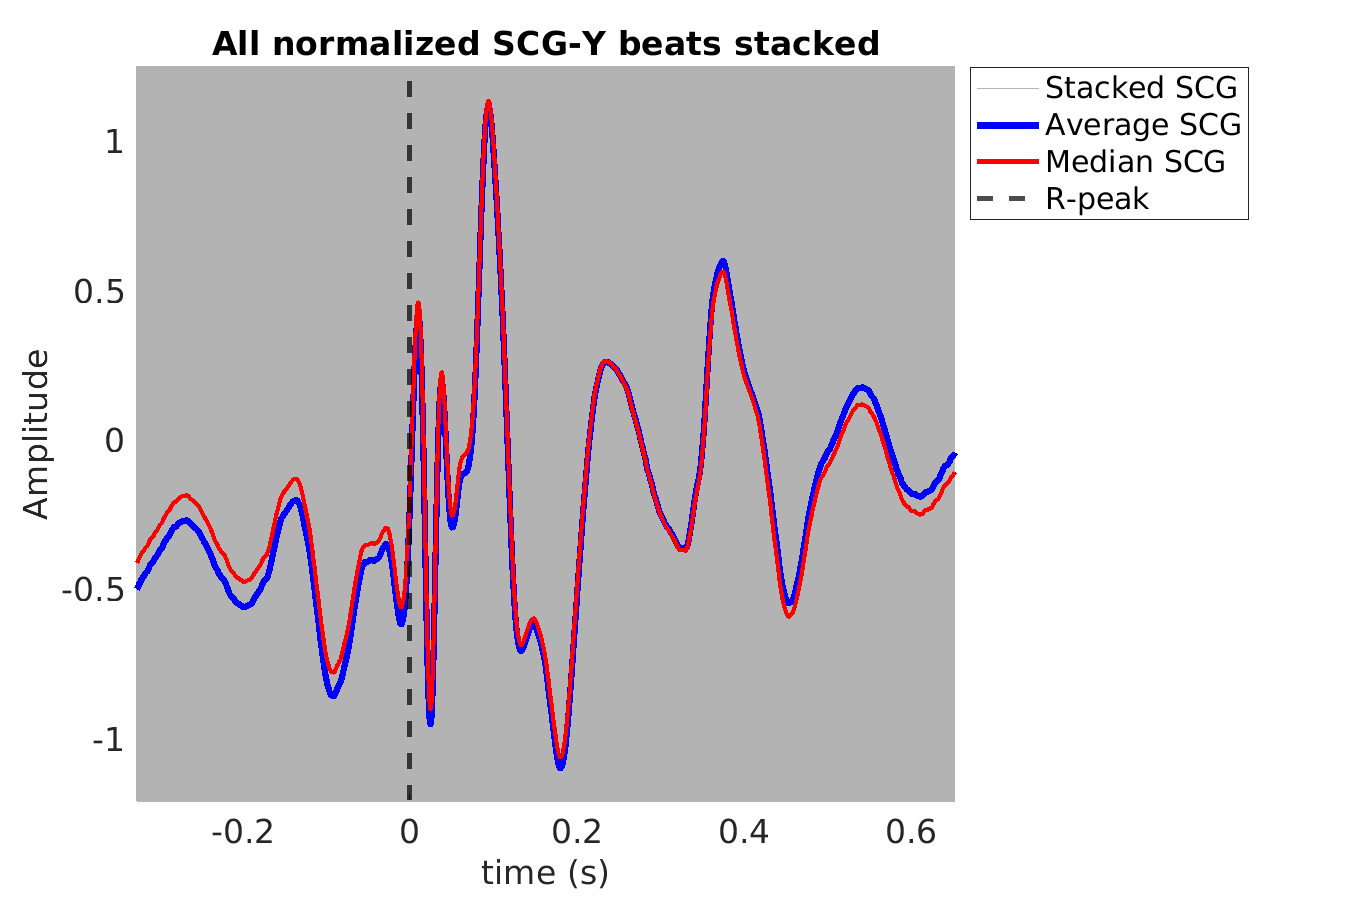 All normalized SCG-Y beats stacked
Stacked SCG
Average SCG
Median SCG
R-peak
1
0.5
0
-0.5
-1
Amplitude
-0.2 0 0.2 0.4 0.6
time (s)